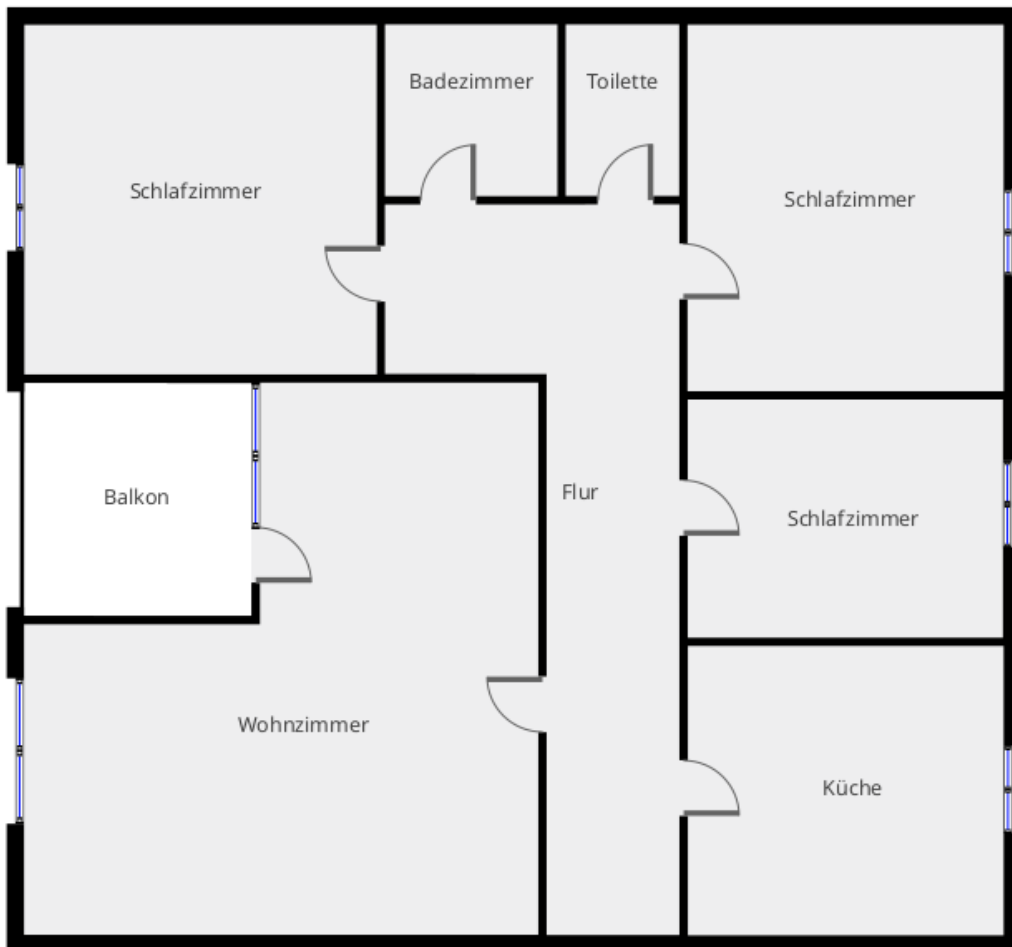 Badezimmer
Toilette
Schlafzimmer
Schlafzimmer
Balkon
Flur
Schlafzimmer
Wohnzimmer
Küche